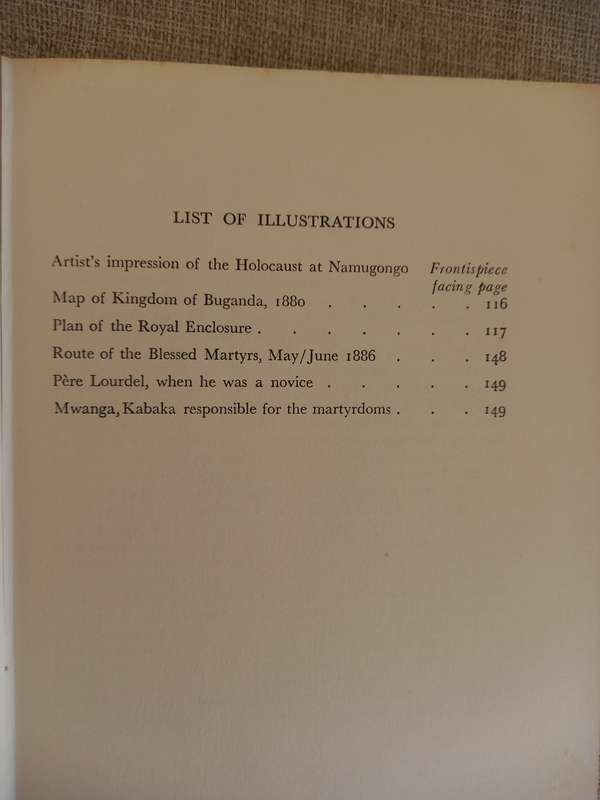 LIST OF ILLUSTRATIONS
Artist's impression of the Holocaust at Namugongo Frontispiece
facing page
Map of Kingdom of Buganda, 1880 . . . . . 116
Plan of the Royal Enclosure . . . . . . . 117
Route of the Blessed Martyrs, May/June 1886 . . . 148
Père Lourdel, when he was a novice . . . . . 149
Mwanga, Kabaka responsible for the martyrdoms . . . 149